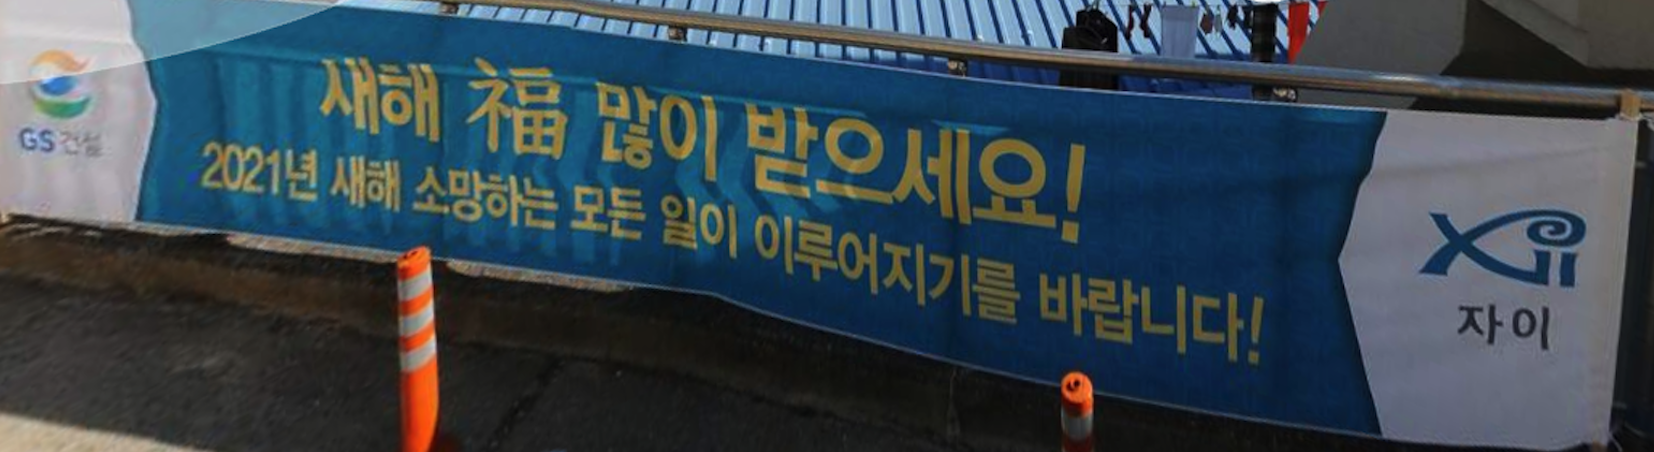 GS건설
새해 福 많이 받으세요!
2021년 새해 소망하는 모든 일이 이루어지기를 바랍니다!
Xii
자이